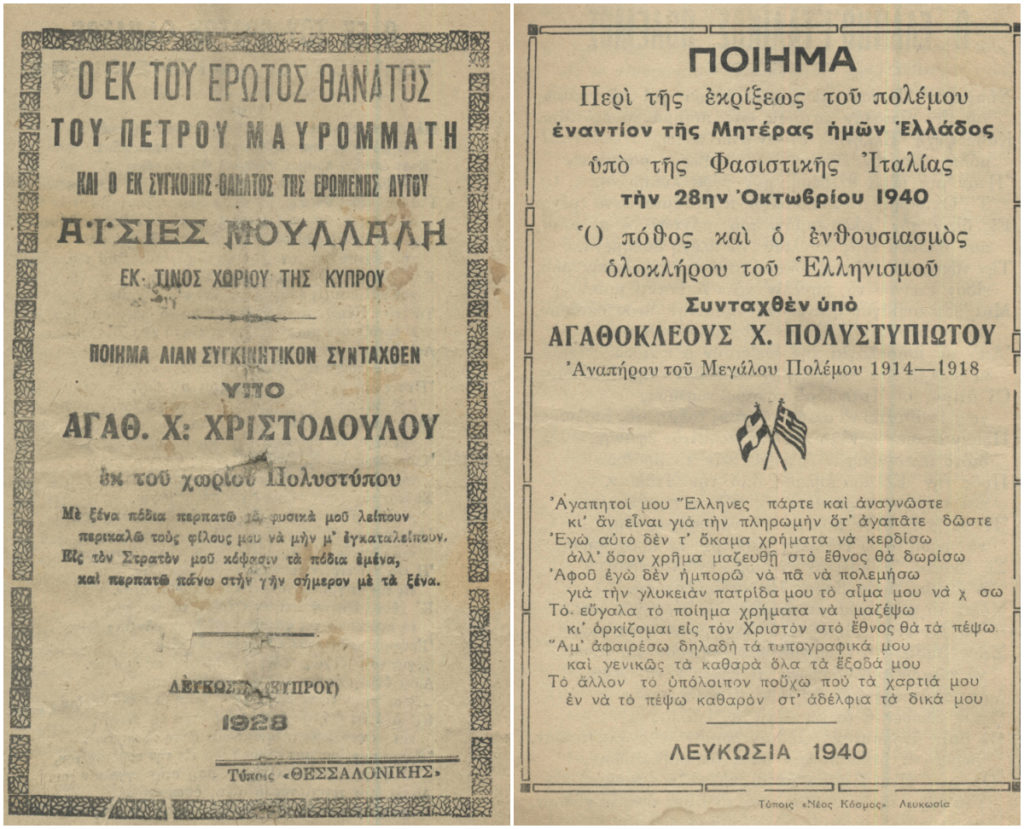 Ο ΕΚ ΤΟΥ ΕΡΩΤΟΣ ΘΑΝΑΤΟΣ
ΤΟΥ ΠΕΤΡΟΥ ΜΑΥΡΟΜΜΑΤΗ
ΚΑΙ Ο ΕΚ ΣΥΓΚΟΠΗΣ ΘΑΝΑΤΟΣ ΤΗΣ ΕΡΩΜΕΝΗΣ ΑΥΤΟΥ
ΑΪΣΙΕΣ ΜΟΥΛΛΑΛΗ
ΕΚ ΤΙΝΟΣ ΧΩΡΙΟΥ ΤΗΣ ΚΥΠΡΟΥ
ΠΟΙΗΜΑ ΛΙΑΝ ΣΥΓΚΙΝΗΤΙΚΟΝ ΣΥΝΤΑΧΘΕΝ
ΥΠΟ
ΑΓΑΘ. Χ: ΧΡΙΣΤΟΔΟΥΛΟΥ
ἐκ τοῦ χωρίου Πολυστύπου
Μὲ ξένα πόδια περπατῶ τὰ φυσικά μοῦ λείπουν
περικαλῶ τοὺς φίλους μου νὰ μὴν μ' ἐγκαταλείπουν.
Εἰς τὸν Στρατὸν μοῦ κόψασιν τὰ πόδια ἐμένα,
καὶ περπατῶ πάνω στὴν γῆν σήμερον μὲ τὰ ξένα.
ΛΕΥΚΩΣΙΑ (ΚΥΠΡΟΥ)
1928
Τύποις «ΘΕΣΣΑΛΟΝΙΚΗΣ»
ΠΟΙΗΜΑ
Περὶ τῆς ἐκρίξεως τοῦ πολέμου
ἐναντίον τῆς Μητέρας ἡμῶν Ἑλλάδος
ὑπὸ τῆς Φασιστικῆς Ἰταλίας
τὴν 28ην Ὀκτωβρίου 1940
Ὁ πόθος καὶ ὁ ἐνθουσιασμὸς
ὁλοκλήρου τοῦ Ἑλληνισμοῦ
Συνταχθὲν ὑπὸ
ΑΓΑΘΟΚΛΕΟΥΣ Χ. ΠΟΛΥΣΤΥΠΙΩΤΟΥ
Ἀναπήρου τοῦ Μεγάλου Πολέμου 1914—1918
Ἀγαπητοί μου Ἕλληνες πάρτε καὶ ἀναγνῶστε
κι' ἂν εἶναι γιὰ τὴν πληρωμὴν ὅτ' ἀγαπᾶτε δῶστε
Ἐγὼ αὐτὸ δὲν τ' ὄκαμα χρήματα νὰ κερδίσω
ἀλλ' ὅσον χρῆμα μαζευθῇ στὸ ἔθνος θὰ δωρίσω
Ἀφοῦ ἐγὼ δὲν ἠμπορῶ νὰ πᾶ νὰ πολεμήσω
γιὰ τὴν γλυκειὰν πατρίδα μου τὸ αἷμα μου νὰ χ σω
Τὸ εὔγαλα τὸ ποίημα χρήματα νὰ μαζέψω
κι' ὁρκίζομαι εἰς τὸν Χριστὸν στὸ ἔθνος θὰ τὰ πέψω.
Ἅμ' ἀφαιρέσω δηλαδὴ τὰ τυπογραφικά μου
καὶ γενικῶς τὰ καθαρὰ ὅλα τὰ ἔξοδά μου
Τὸ ἄλλον τὸ ὑπόλοιπον ποὔχω ποὺ τὰ χαρτιά μου
ἐν νὰ τὸ πέψω καθαρὸν στ' ἀδέλφια τὰ δικά μου
ΛΕΥΚΩΣΙΑ 1940
Τύποις «Νέος Κόσμος» Λευκωσία